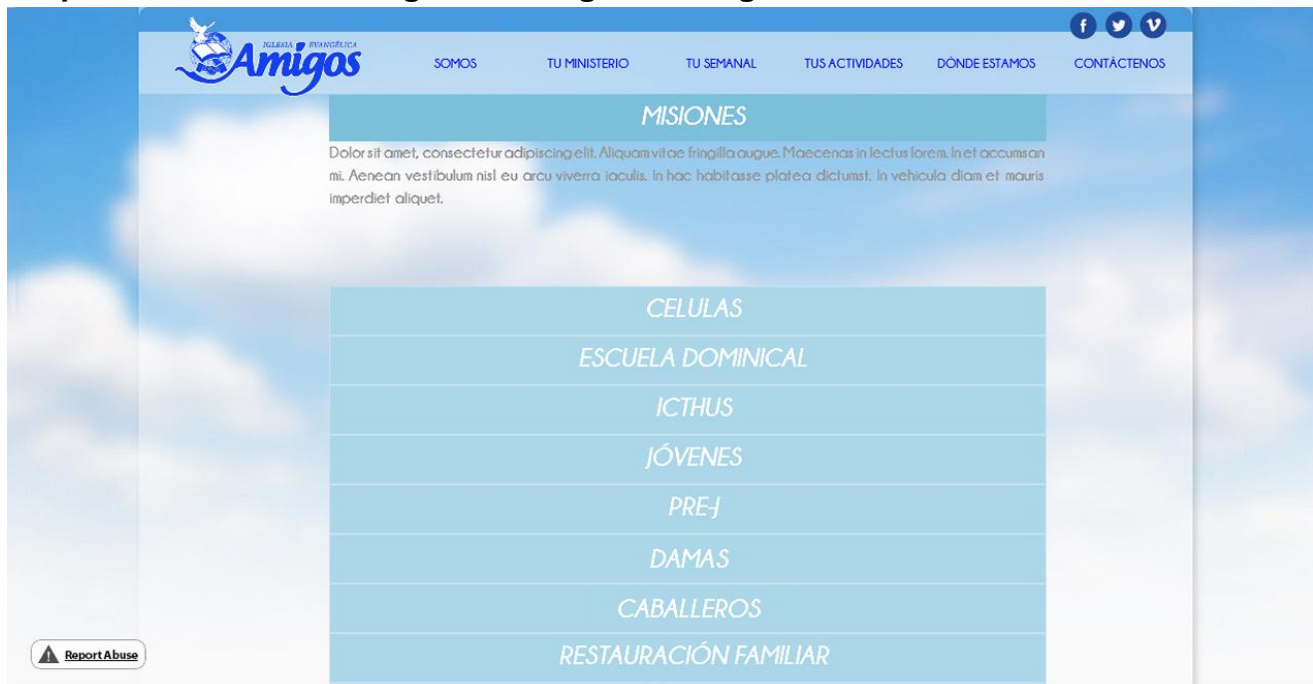 IGLESIA EVANGÉLICA
Amigos
SOMOS TU MINISTERIO TU SEMANAL TUS ACTIVIDADES DÓNDE ESTAMOS CONTÁCTENOS
MISIONES
Dolor sit amet, consectetur adipiscing elit. Aliquam vitae fringilla augue. Maecenas in lectus lorem. In et accumsan
mi. Aenean vestibulum nisl eu arcu viverra iaculis. In hac habitasse platea dictumst. In vehicula diam et mauris
imperdiet aliquet.
CELULAS
ESCUELA DOMINICAL
ICTHUS
JÓVENES
PRE-J
DAMAS
CABALLEROS
RESTAURACIÓN FAMILIAR
Report Abuse